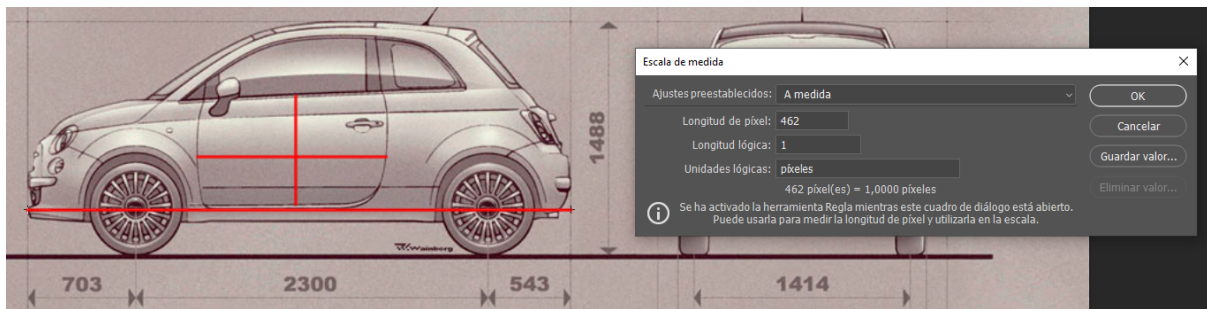 Escala de medida
Ajustes preestablecidos: A medida
OK
Longitud de píxel: 462
Cancelar
Longitud lógica: 1
Guardar valor...
Unidades lógicas: píxeles
462 píxel(es) = 1,0000 píxeles
Eliminar valor...
Se ha activado la herramienta Regla mientras este cuadro de diálogo está abierto.
Puede usarla para medir la longitud de píxel y utilizarla en la escala.
1488
Wainberg
703 2300 543 1414